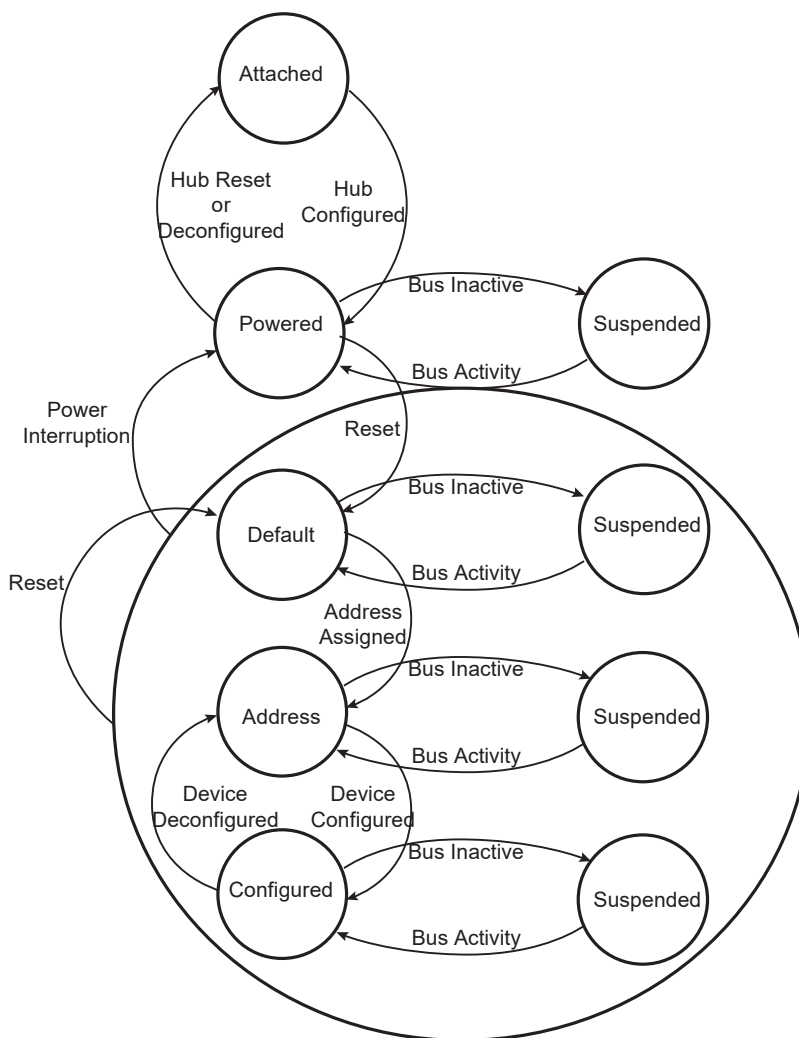 Attached
Hub Reset
or
Deconfigured
Hub
Configured
Powered
Bus Inactive
Suspended
Bus Activity
Power
Interruption
Reset
Default
Bus Inactive
Suspended
Bus Activity
Reset
Address
Assigned
Address
Bus Inactive
Suspended
Bus Activity
Device
Deconfigured
Device
Configured
Configured
Bus Inactive
Suspended
Bus Activity